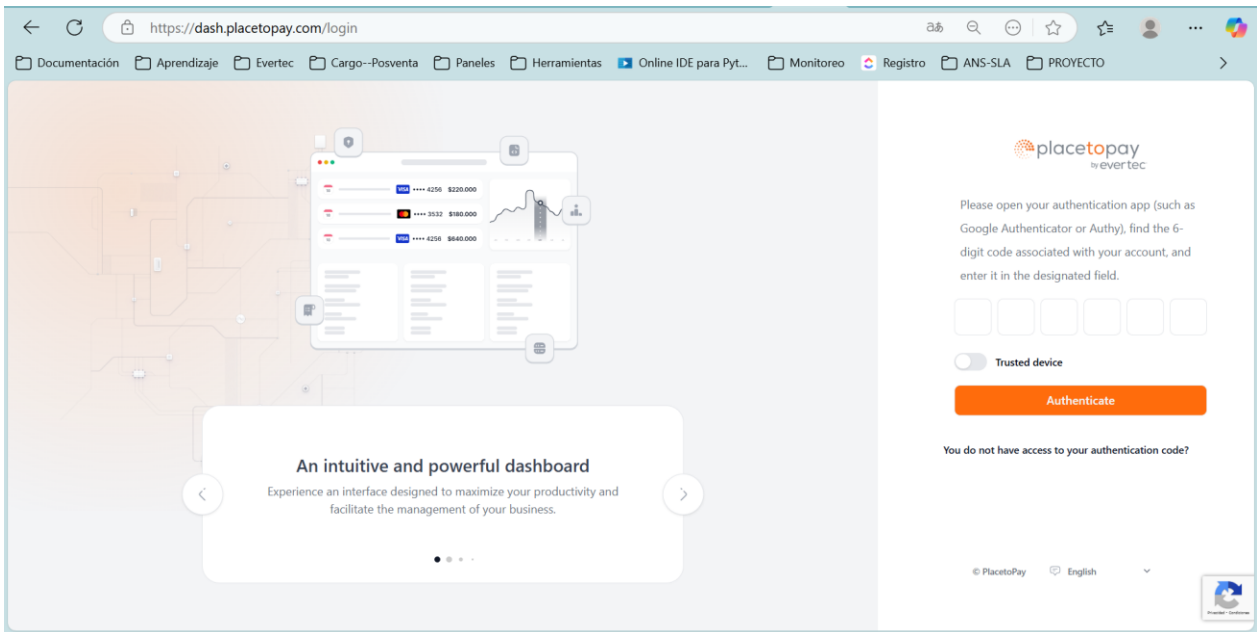 https://dash.placetopay.com/login
Documentación Aprendizaje Evertec Cargo--Posventa Paneles Herramientas Online IDE para Pyt... Monitoreo Registro ANS-SLA PROYECTO
VISA •••• 4256 $220.000
•••• 3532 $180.000
VISA •••• 4256 $640.000
An intuitive and powerful dashboard
Experience an interface designed to maximize your productivity and
facilitate the management of your business.
placetopay
by evertec
Please open your authentication app (such as
Google Authenticator or Authy), find the 6-
digit code associated with your account, and
enter it in the designated field.
Trusted device
Authenticate
You do not have access to your authentication code?
© PlacetoPay English